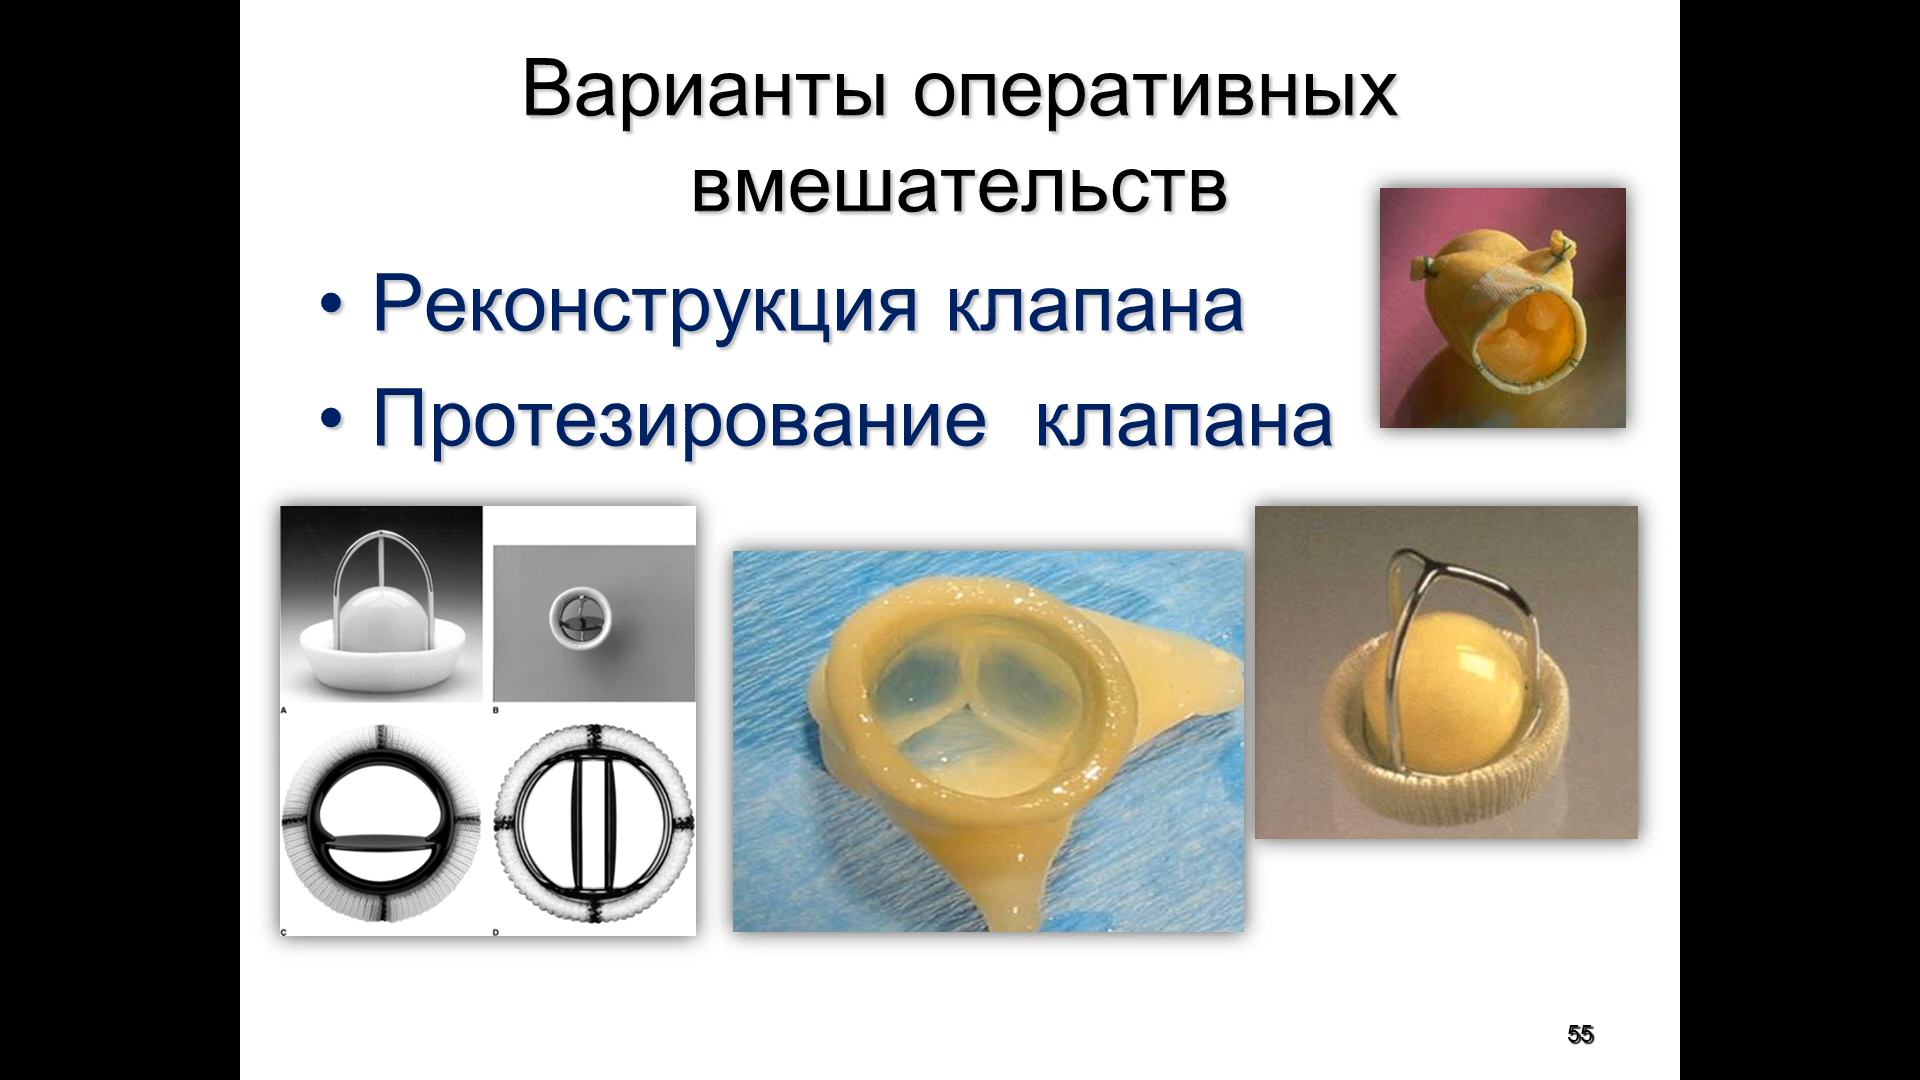 Варианты оперативных
вмешательств
• Реконструкция клапана
• Протезирование клапана
A
B
C
D
55